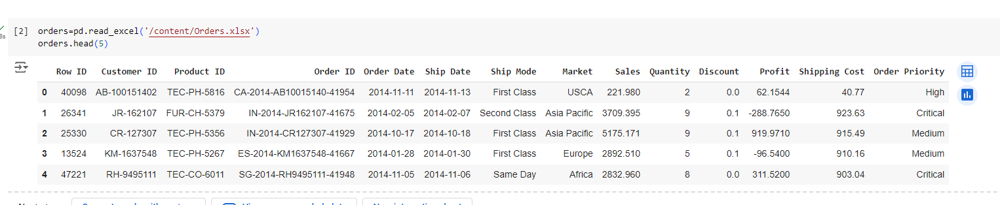 [2] orders=pd.read_excel('/content/Orders.xlsx')
8s
orders.head(5)
Row ID Customer ID Product ID Order ID Order Date Ship Date Ship Mode Market Sales Quantity Discount Profit Shipping Cost Order Priority
0 40098 AB-100151402 TEC-PH-5816 CA-2014-AB10015140-41954 2014-11-11 2014-11-13 First Class USCA 221.980 2 0.0 62.1544 40.77 High
1 26341 JR-162107 FUR-CH-5379 IN-2014-JR162107-41675 2014-02-05 2014-02-07 Second Class Asia Pacific 3709.395 9 0.1 -288.7650 923.63 Critical
2 25330 CR-127307 TEC-PH-5356 IN-2014-CR127307-41929 2014-10-17 2014-10-18 First Class Asia Pacific 5175.171 9 0.1 919.9710 915.49 Medium
3 13524 KM-1637548 TEC-PH-5267 ES-2014-KM1637548-41667 2014-01-28 2014-01-30 First Class Europe 2892.510 5 0.1 -96.5400 910.16 Medium
4 47221 RH-9495111 TEC-CO-6011 SG-2014-RH9495111-41948 2014-11-05 2014-11-06 Same Day Africa 2832.960 8 0.0 311.5200 903.04 Critical